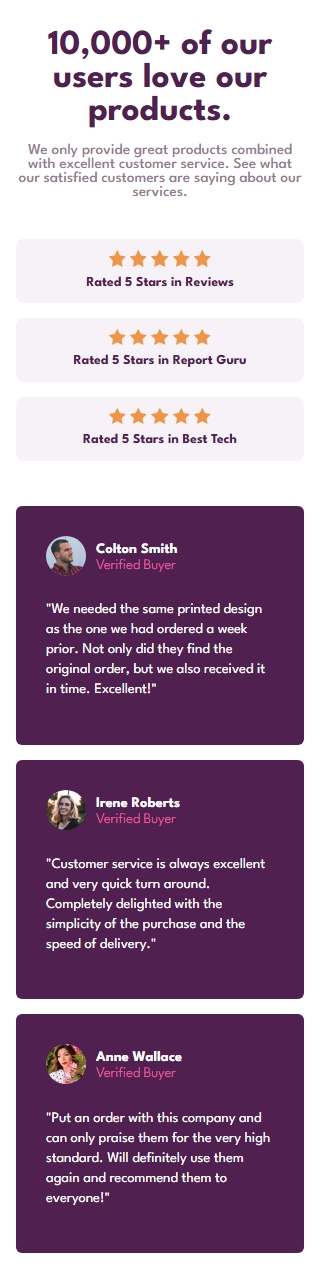 10,000+ of our
users love our
products.
We only provide great products combined
with excellent customer service. See what
our satisfied customers are saying about our
services.
Rated 5 Stars in Reviews
Rated 5 Stars in Report Guru
Rated 5 Stars in Best Tech
Colton Smith
Verified Buyer
"We needed the same printed design
as the one we had ordered a week
prior. Not only did they find the
original order, but we also received it
in time. Excellent!"
Irene Roberts
Verified Buyer
"Customer service is always excellent
and very quick turn around.
Completely delighted with the
simplicity of the purchase and the
speed of delivery."
Anne Wallace
Verified Buyer
"Put an order with this company and
can only praise them for the very high
standard. Will definitely use them
again and recommend them to
everyone!"